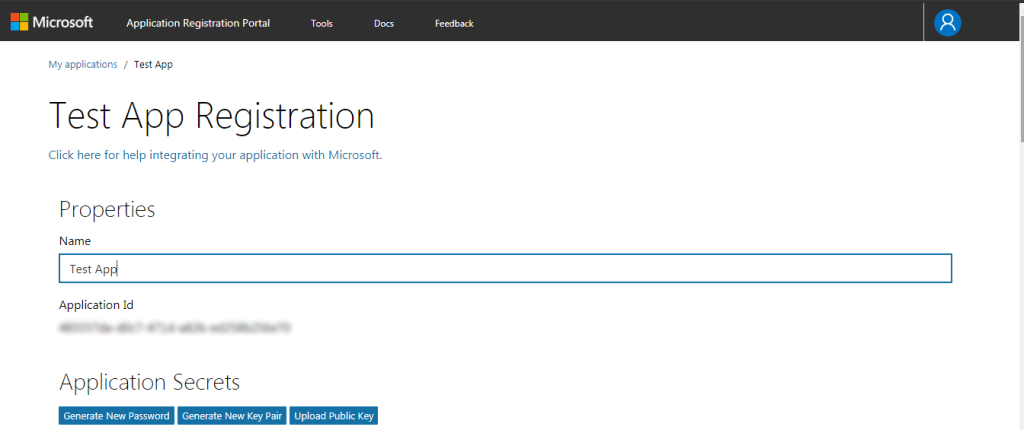 Microsoft Application Registration Portal Tools Docs Feedback
My applications / Test App
Test App Registration
Click here for help integrating your application with Microsoft.
Properties
Name
Test App
Application Id
Application Secrets
Generate New Password Generate New Key Pair Upload Public Key